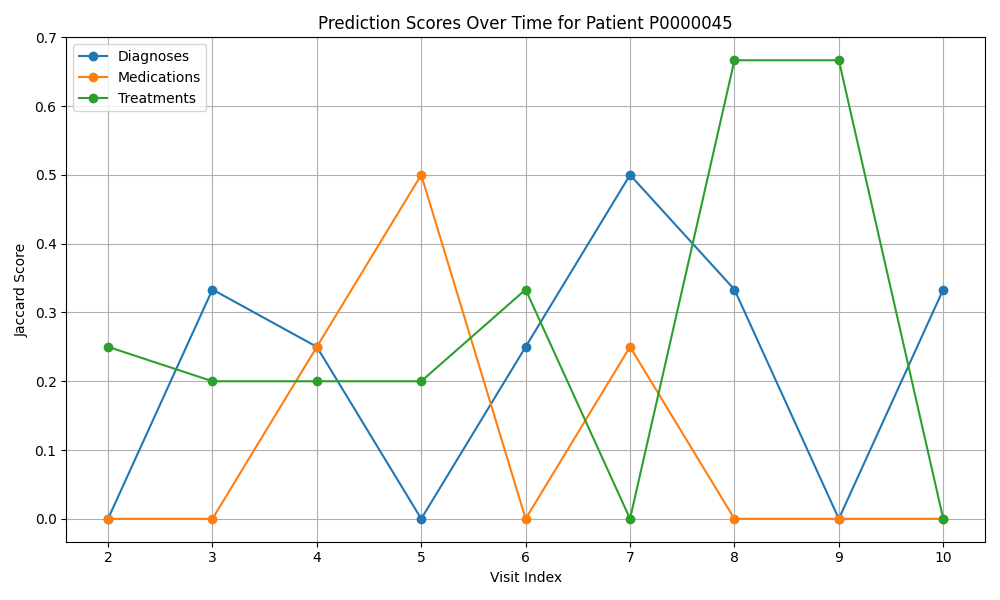 Prediction Scores Over Time for Patient P0000045
Diagnoses
Medications
Treatments
Jaccard Score
0.7
0.6
0.5
0.4
0.3
0.2
0.1
0.0
2 3 4 5 6 7 8 9 10
Visit Index